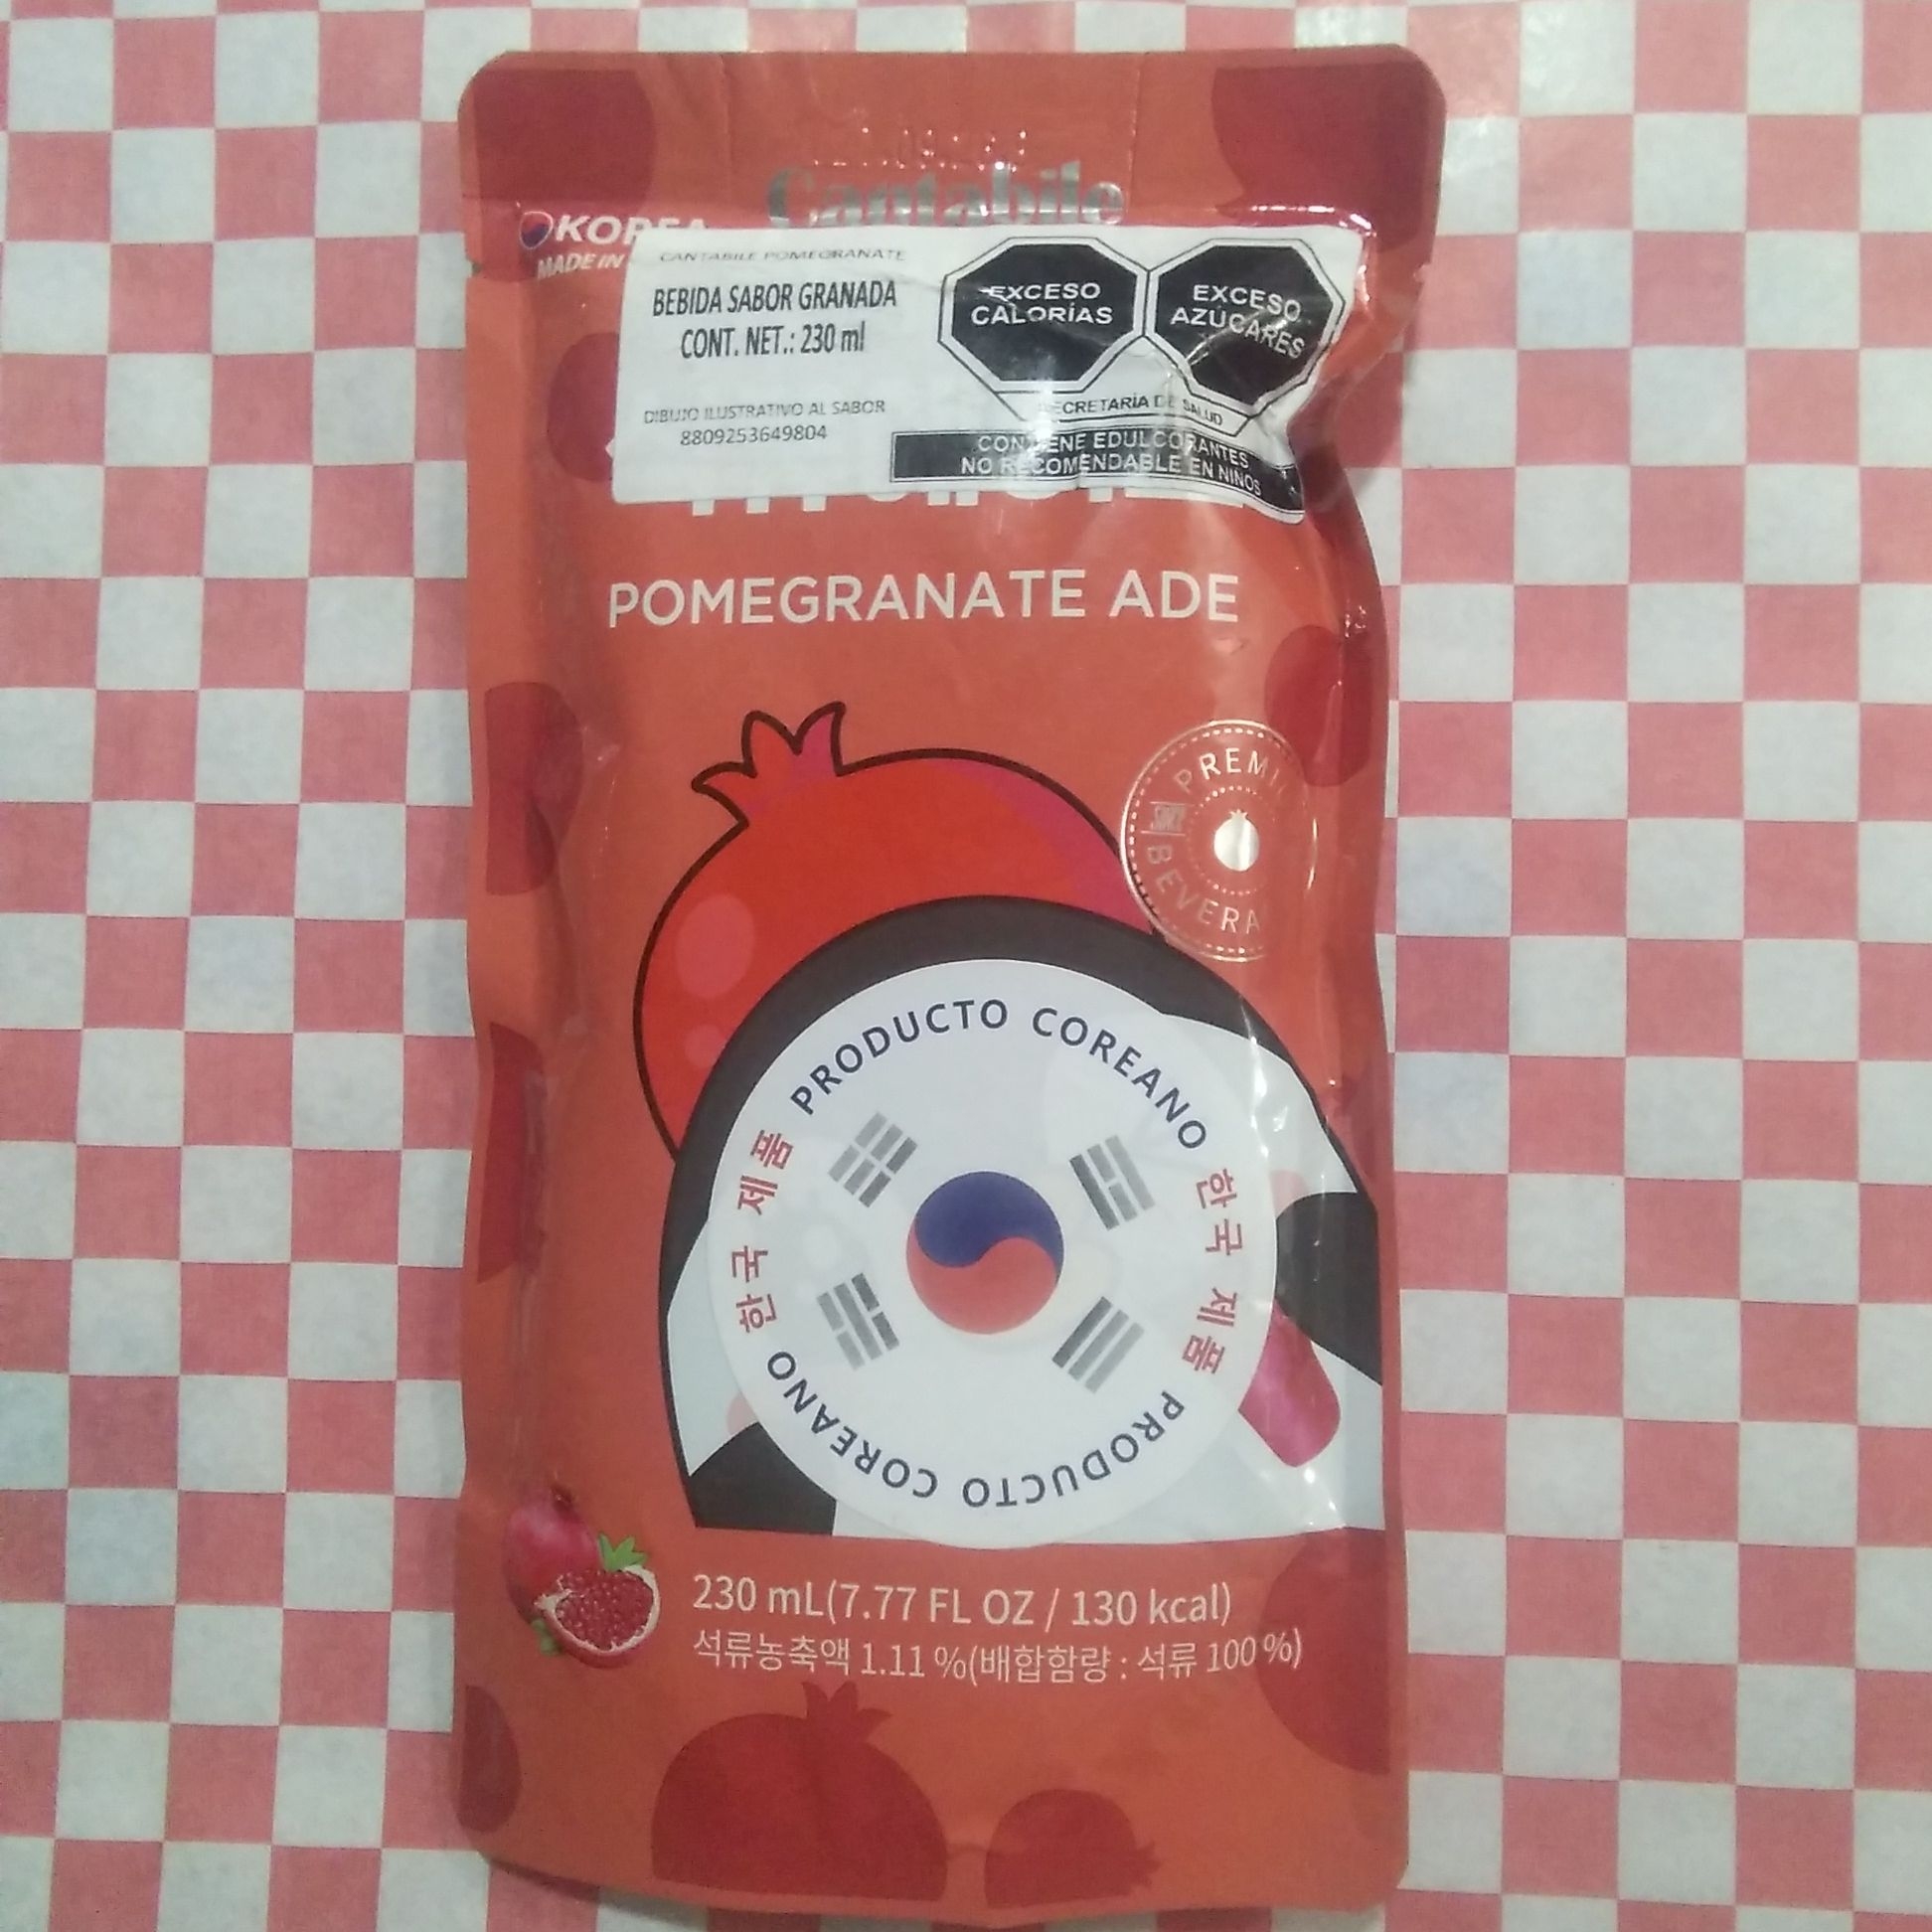 Cantabile
KOREA
MADE IN
CANTABILE POMEGRANATE
BEBIDA SABOR GRANADA
CONT. NET.: 230 ml
DIBUJO ILUSTRATIVO AL SABOR
8809253649804
EXCESO
CALORÍAS
EXCESO
AZÚCARES
SECRETARÍA DE SALUD
CONTIENE EDULCORANTES
NO RECOMENDABLE EN NIÑOS
POMEGRANATE ADE
PREMI
BEVERA
PRODUCTO COREANO
한국 제품
PRODUCTO COREANO
한국 제품
230 mL(7.77 FL OZ / 130 kcal)
석류농축액 1.11 %(배합함량 : 석류 100 %)